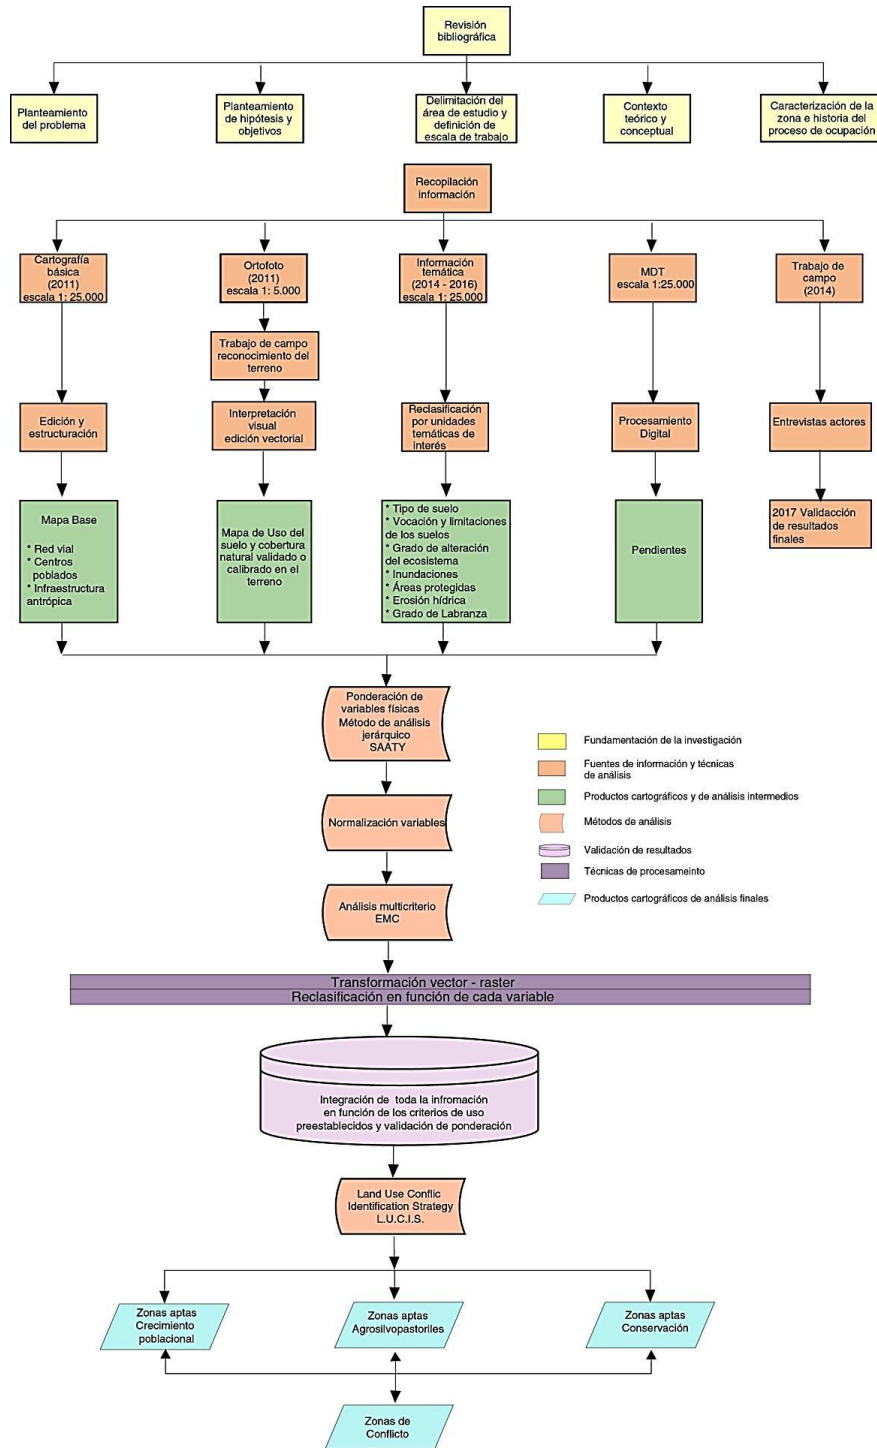 Revisión
bibliográfica
Planteamiento
del problema
Planteamiento
de hipótesis y
objetivos
Delimitación del
área de estudio y
definición de
escala de trabajo
Contexto
teórico y
conceptual
Caracterización de la
zona e historia del
proceso de ocupación
Recopilación
información
Cartografía
básica
(2011)
escala 1: 25.000
Ortofoto
(2011)
escala 1: 5.000
Información
temática
(2014 - 2016)
escala 1: 25.000
MDT
escala 1:25.000
Trabajo de
campo
(2014)
Trabajo de campo
reconocimiento del
terreno
Edición y
estructuración
Interpretación
visual
edición vectorial
Reclasificación
por unidades
temáticas de
interés
Procesamiento
Digital
Entrevistas actores
Mapa Base
* Red vial
* Centros
poblados
* Infraestructura
antrópica
Mapa de Uso del
suelo y cobertura
natural validado o
calibrado en el
terreno
* Tipo de suelo
* Vocación y limitaciones
de los suelos
* Grado de alteración
del ecosistema
* Inundaciones
* Áreas protegidas
* Erosión hídrica
* Grado de Labranza
Pendientes
2017 Validacción
de resultados
finales
Ponderación de
variables físicas
Método de análisis
jerárquico
SAATY
Normalización variables
Análisis multicriterio
EMC
Fundamentación de la investigación
Fuentes de información y técnicas
de análisis
Productos cartográficos y de análisis intermedios
Métodos de análisis
Validación de resultados
Técnicas de procesameinto
Productos cartográficos de análisis finales
Transformación vector - raster
Reclasificación en función de cada variable
Integración de toda la infromación
en función de los criterios de uso
preestablecidos y validación de ponderación
Land Use Conflic
Identification Strategy
L.U.C.I.S.
Zonas aptas
Crecimiento
poblacional
Zonas aptas
Agrosilvopastoriles
Zonas aptas
Conservación
Zonas de
Conflicto